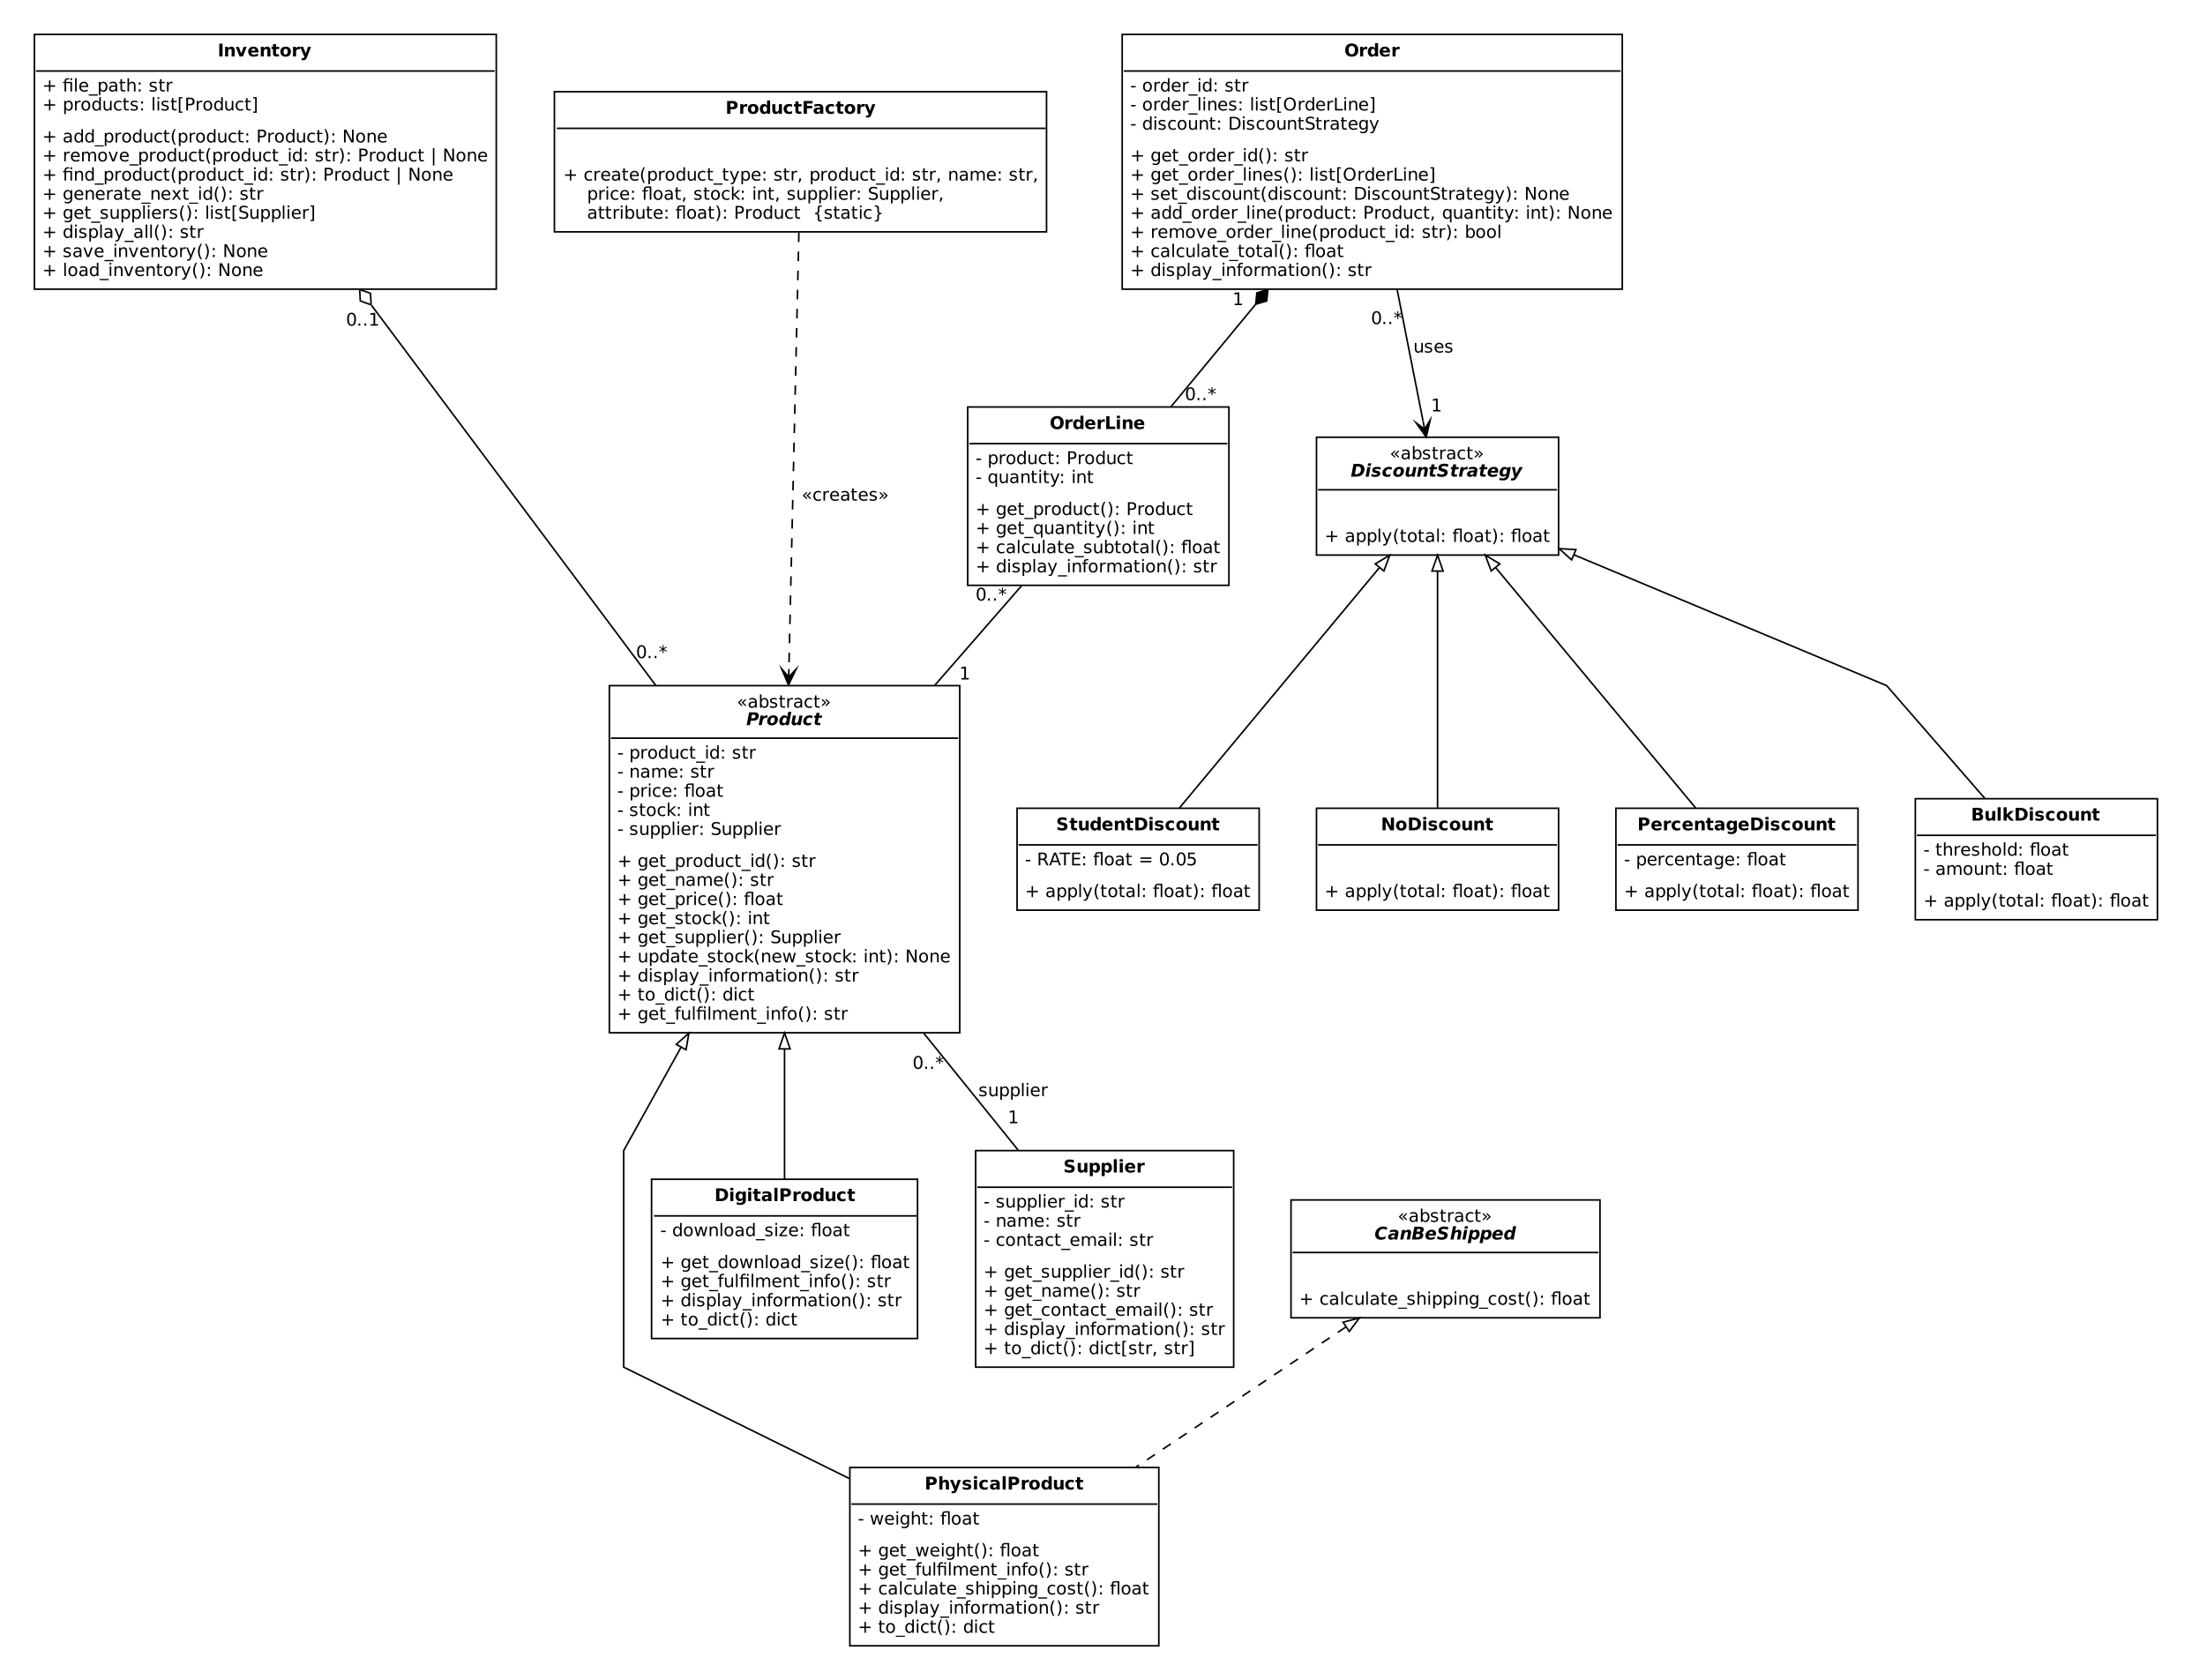 Inventory
+ file_path: str
+ products: list[Product]
+ add_product(product: Product): None
+ remove_product(product_id: str): Product | None
+ find_product(product_id: str): Product | None
+ generate_next_id(): str
+ get_suppliers(): list[Supplier]
+ display_all(): str
+ save_inventory(): None
+ load_inventory(): None
ProductFactory
+ create(product_type: str, product_id: str, name: str,
price: float, stock: int, supplier: Supplier,
attribute: float): Product {static}
Order
- order_id: str
- order_lines: list[OrderLine]
- discount: DiscountStrategy
+ get_order_id(): str
+ get_order_lines(): list[OrderLine]
+ set_discount(discount: DiscountStrategy): None
+ add_order_line(product: Product, quantity: int): None
+ remove_order_line(product_id: str): bool
+ calculate_total(): float
+ display_information(): str
0..1
1
0..*
uses
0..*
1
OrderLine
- product: Product
- quantity: int
+ get_product(): Product
+ get_quantity(): int
+ calculate_subtotal(): float
+ display_information(): str
«abstract»
DiscountStrategy
+ apply(total: float): float
«creates»
0..*
0..*
1
«abstract»
Product
- product_id: str
- name: str
- price: float
- stock: int
- supplier: Supplier
+ get_product_id(): str
+ get_name(): str
+ get_price(): float
+ get_stock(): int
+ get_supplier(): Supplier
+ update_stock(new_stock: int): None
+ display_information(): str
+ to_dict(): dict
+ get_fulfilment_info(): str
StudentDiscount
- RATE: float = 0.05
+ apply(total: float): float
NoDiscount
+ apply(total: float): float
PercentageDiscount
- percentage: float
+ apply(total: float): float
BulkDiscount
- threshold: float
- amount: float
+ apply(total: float): float
0..*
supplier
1
DigitalProduct
- download_size: float
+ get_download_size(): float
+ get_fulfilment_info(): str
+ display_information(): str
+ to_dict(): dict
Supplier
- supplier_id: str
- name: str
- contact_email: str
+ get_supplier_id(): str
+ get_name(): str
+ get_contact_email(): str
+ display_information(): str
+ to_dict(): dict[str, str]
«abstract»
CanBeShipped
+ calculate_shipping_cost(): float
PhysicalProduct
- weight: float
+ get_weight(): float
+ get_fulfilment_info(): str
+ calculate_shipping_cost(): float
+ display_information(): str
+ to_dict(): dict